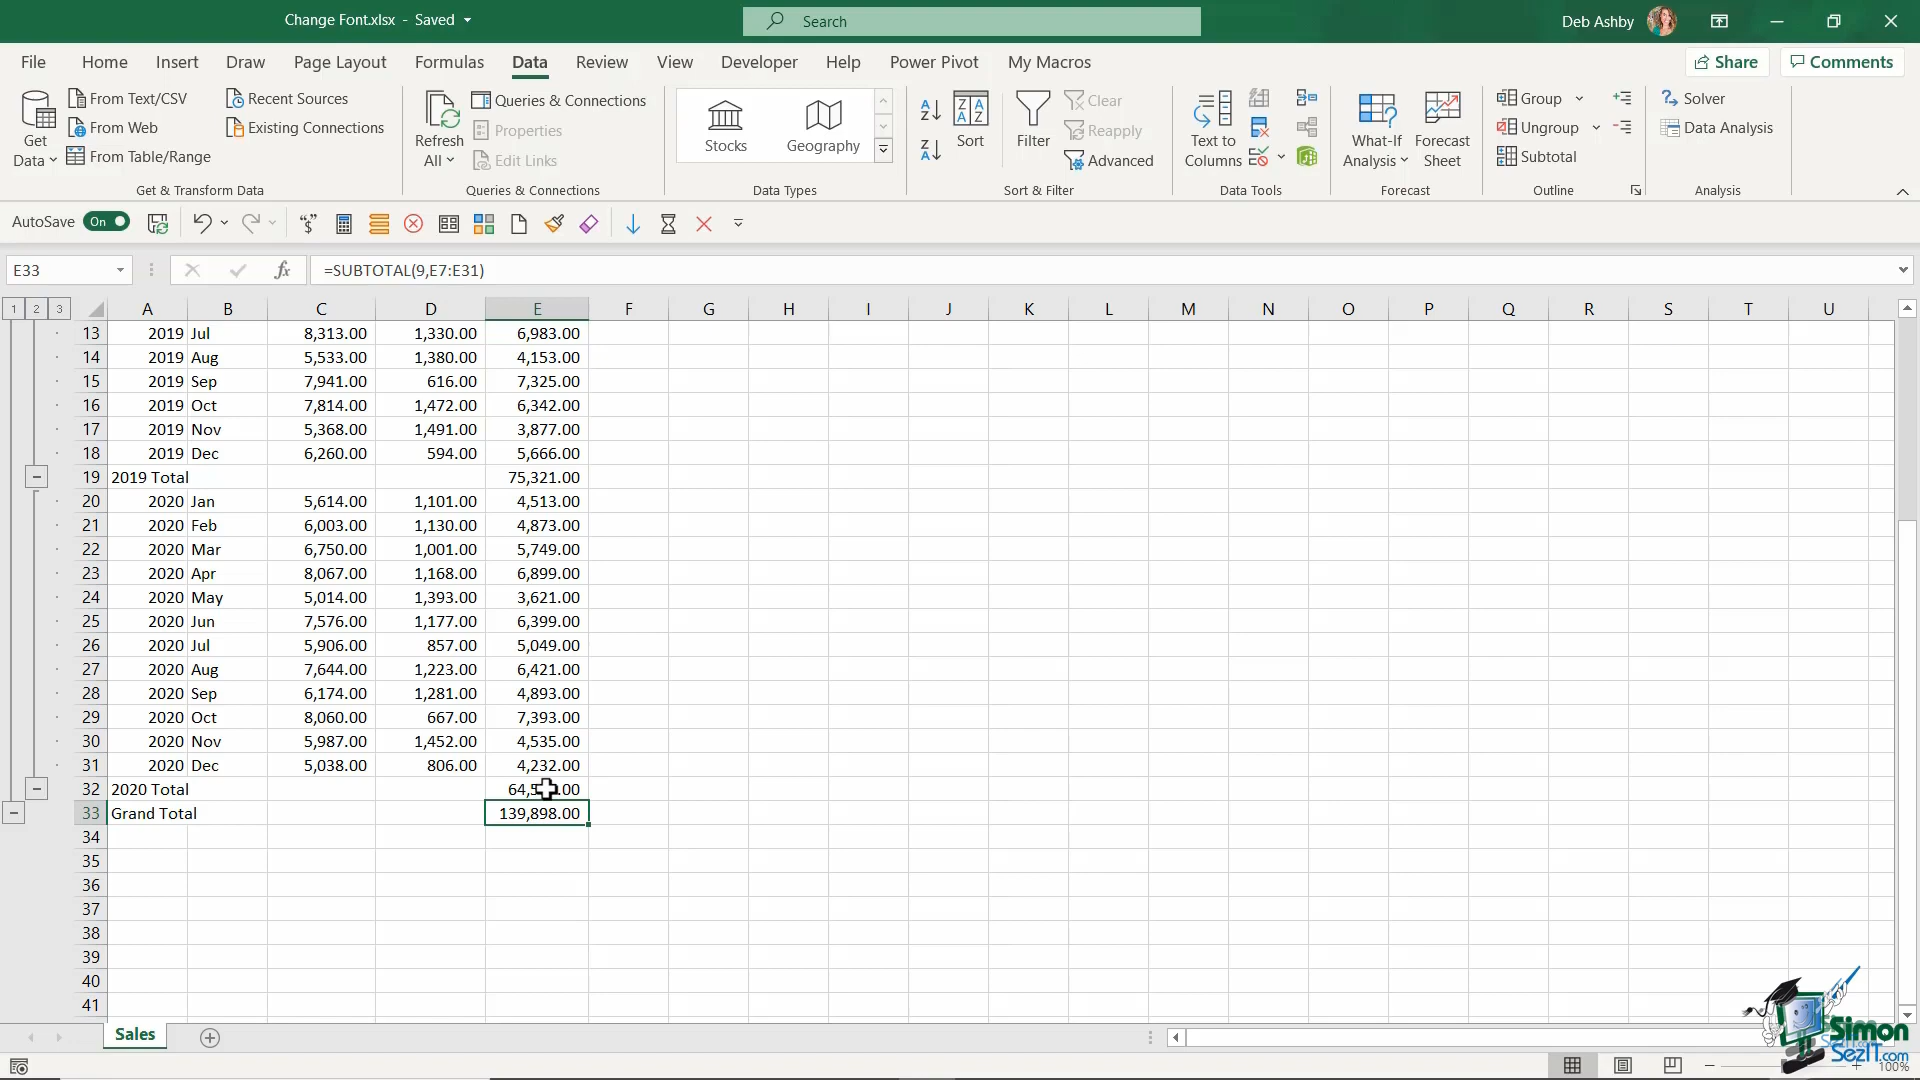 Change Font.xlsx - Saved
Search
Deb Ashby
File Home Insert Draw Page Layout Formulas Data Review View Developer Help Power Pivot My Macros Share Comments
Get Data
From Text/CSV
From Web
From Table/Range
Recent Sources
Existing Connections
Get & Transform Data
Refresh All
Queries & Connections
Properties
Edit Links
Queries & Connections
Stocks
Geography
Data Types
Sort
Filter
Clear
Reapply
Advanced
Sort & Filter
Text to Columns
Data Tools
What-If Analysis
Forecast Sheet
Forecast
Group
Ungroup
Subtotal
Outline
Solver
Data Analysis
Analysis
AutoSave On
E33 fx =SUBTOTAL(9,E7:E31)
1 2 3 A B C D E F G H I J K L M N O P Q R S T U
13 2019 Jul 8,313.00 1,330.00 6,983.00
14 2019 Aug 5,533.00 1,380.00 4,153.00
15 2019 Sep 7,941.00 616.00 7,325.00
16 2019 Oct 7,814.00 1,472.00 6,342.00
17 2019 Nov 5,368.00 1,491.00 3,877.00
18 2019 Dec 6,260.00 594.00 5,666.00
19 2019 Total 75,321.00
20 2020 Jan 5,614.00 1,101.00 4,513.00
21 2020 Feb 6,003.00 1,130.00 4,873.00
22 2020 Mar 6,750.00 1,001.00 5,749.00
23 2020 Apr 8,067.00 1,168.00 6,899.00
24 2020 May 5,014.00 1,393.00 3,621.00
25 2020 Jun 7,576.00 1,177.00 6,399.00
26 2020 Jul 5,906.00 857.00 5,049.00
27 2020 Aug 7,644.00 1,223.00 6,421.00
28 2020 Sep 6,174.00 1,281.00 4,893.00
29 2020 Oct 8,060.00 667.00 7,393.00
30 2020 Nov 5,987.00 1,452.00 4,535.00
31 2020 Dec 5,038.00 806.00 4,232.00
32 2020 Total
33 Grand Total 139,898.00
34
35
36
37
38
39
40
41
Sales
Simon
SezIT.com
100%